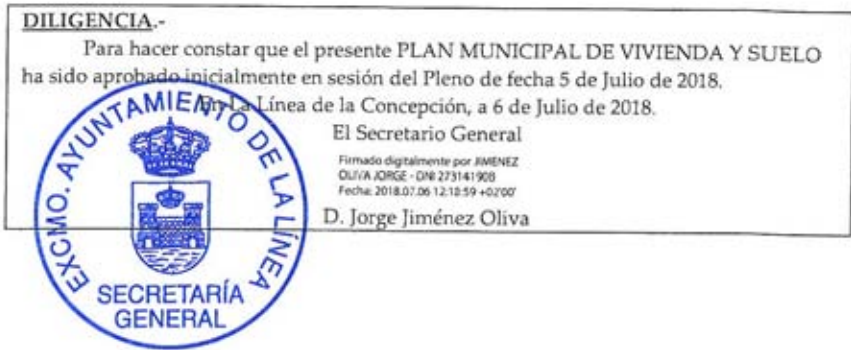 DILIGENCIA.-
Para hacer constar que el presente PLAN MUNICIPAL DE VIVIENDA Y SUELO
ha sido aprobado inicialmente en sesión del Pleno de fecha 5 de Julio de 2018.
En La Línea de la Concepción, a 6 de Julio de 2018.
El Secretario General
Firmado digitalmente por JIMENEZ
OLIVA JORGE - DNI 27314190B
Fecha: 2018.07.06 12:10:59 +02'00'
D. Jorge Jiménez Oliva
EXCMO. AYUNTAMIENTO DE LA LÍNEA
SECRETARÍA
GENERAL